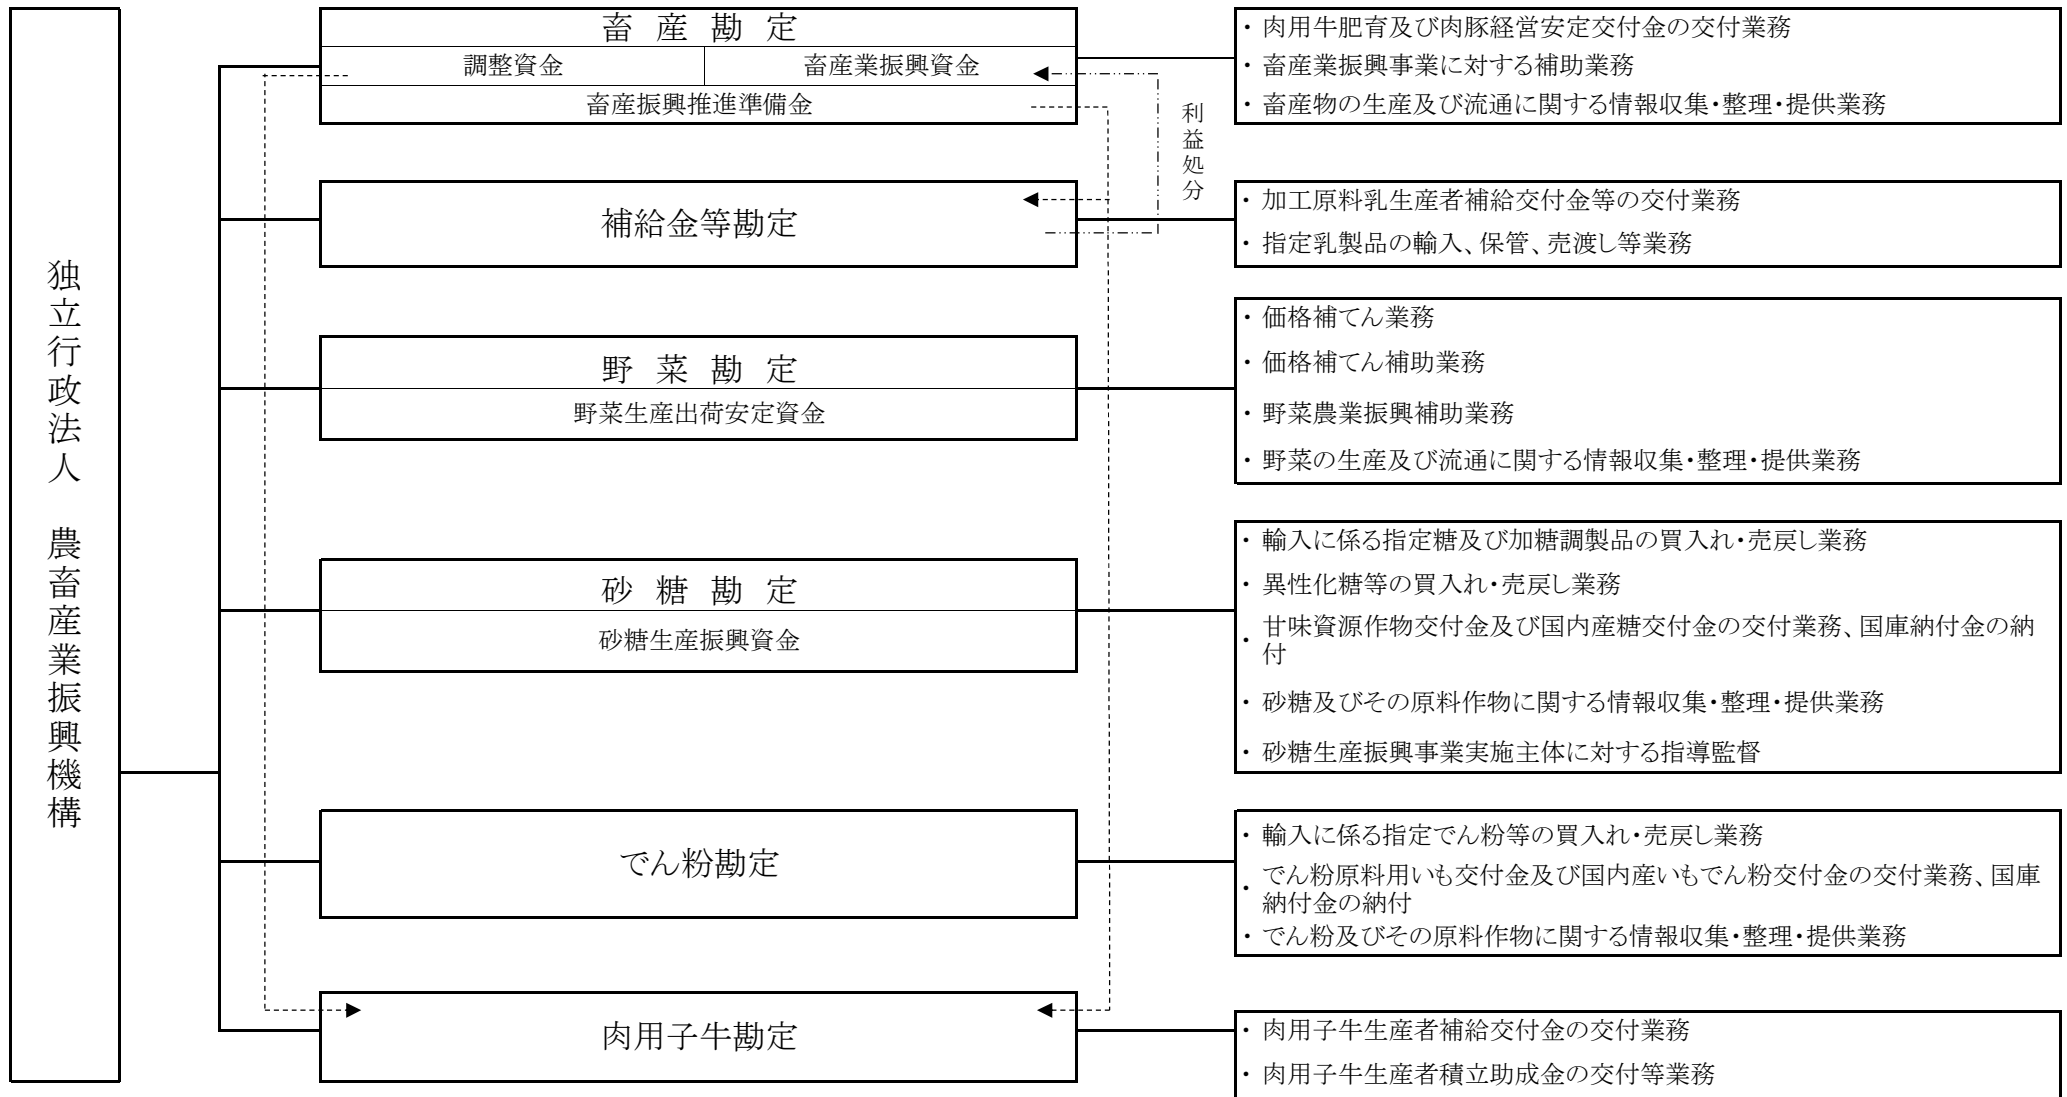 独立行政法人　農畜産業振興機構
畜産勘定
調整資金
畜産業振興資金
畜産振興推進準備金
・ 肉用牛肥育及び肉豚経営安定交付金の交付業務
・ 畜産業振興事業に対する補助業務
・ 畜産物の生産及び流通に関する情報収集・整理・提供業務
利益処分
補給金等勘定
・ 加工原料乳生産者補給交付金等の交付業務
・ 指定乳製品の輸入、保管、売渡し等業務
野菜勘定
野菜生産出荷安定資金
・ 価格補てん業務
・ 価格補てん補助業務
・ 野菜農業振興補助業務
・ 野菜の生産及び流通に関する情報収集・整理・提供業務
砂糖勘定
砂糖生産振興資金
・ 輸入に係る指定糖及び加糖調製品の買入れ・売戻し業務
・ 異性化糖等の買入れ・売戻し業務
・ 甘味資源作物交付金及び国内産糖交付金の交付業務、国庫納付金の納
付
・ 砂糖及びその原料作物に関する情報収集・整理・提供業務
・ 砂糖生産振興事業実施主体に対する指導監督
でん粉勘定
・ 輸入に係る指定でん粉等の買入れ・売戻し業務
・ でん粉原料用いも交付金及び国内産いもでん粉交付金の交付業務、国庫
納付金の納付
・ でん粉及びその原料作物に関する情報収集・整理・提供業務
肉用子牛勘定
・ 肉用子牛生産者補給交付金の交付業務
・ 肉用子牛生産者積立助成金の交付等業務